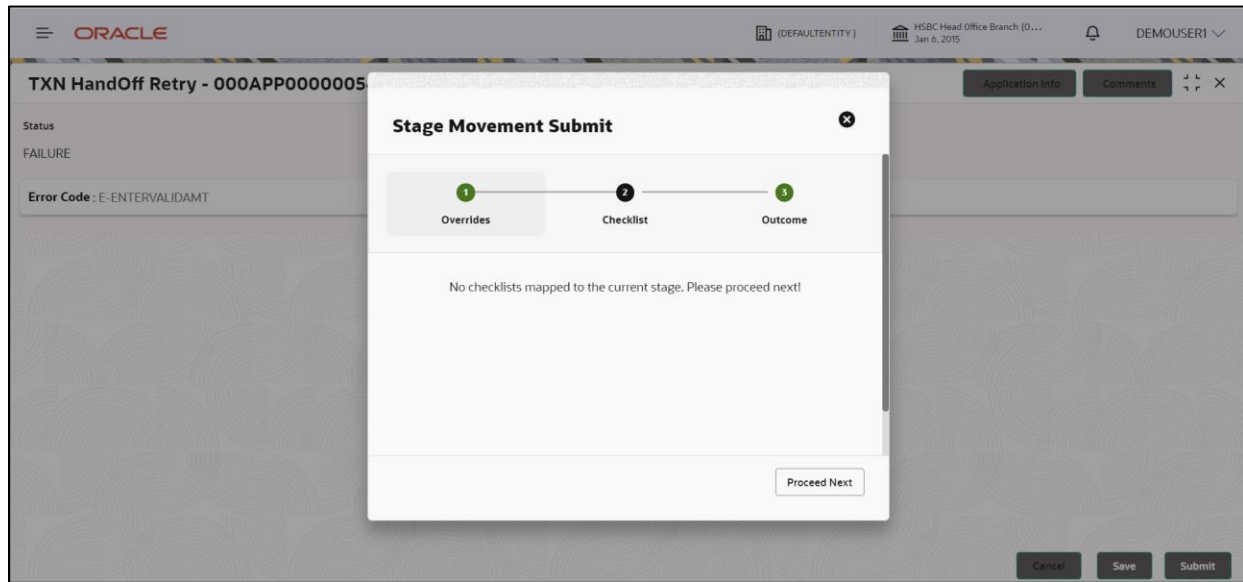 ORACLE
(DEFAULTENTITY)
HSBC Head Office Branch (0...
Jan 6, 2015
DEMOUSER1
TXN HandOff Retry - 000APP0000005
Application Info
Comments
Status
FAILURE
Error Code : E-ENTERVALIDAMT
Stage Movement Submit
1
2
3
Overrides
Checklist
Outcome
No checklists mapped to the current stage. Please proceed next!
Proceed Next
Cancel
Save
Submit